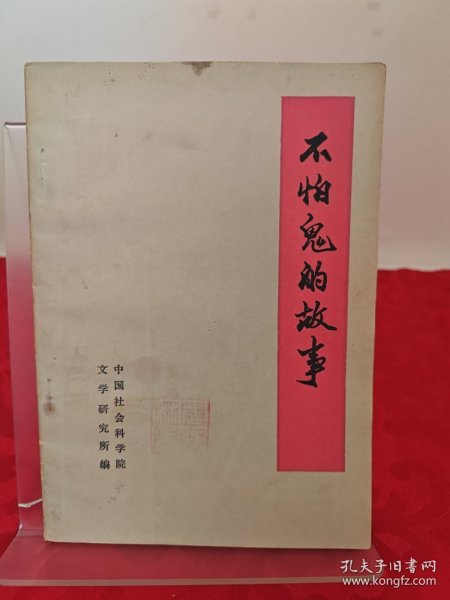 不怕鬼的故事
中国社会科学院
文学研究所编
孔夫子旧书网
www.kongfz.com